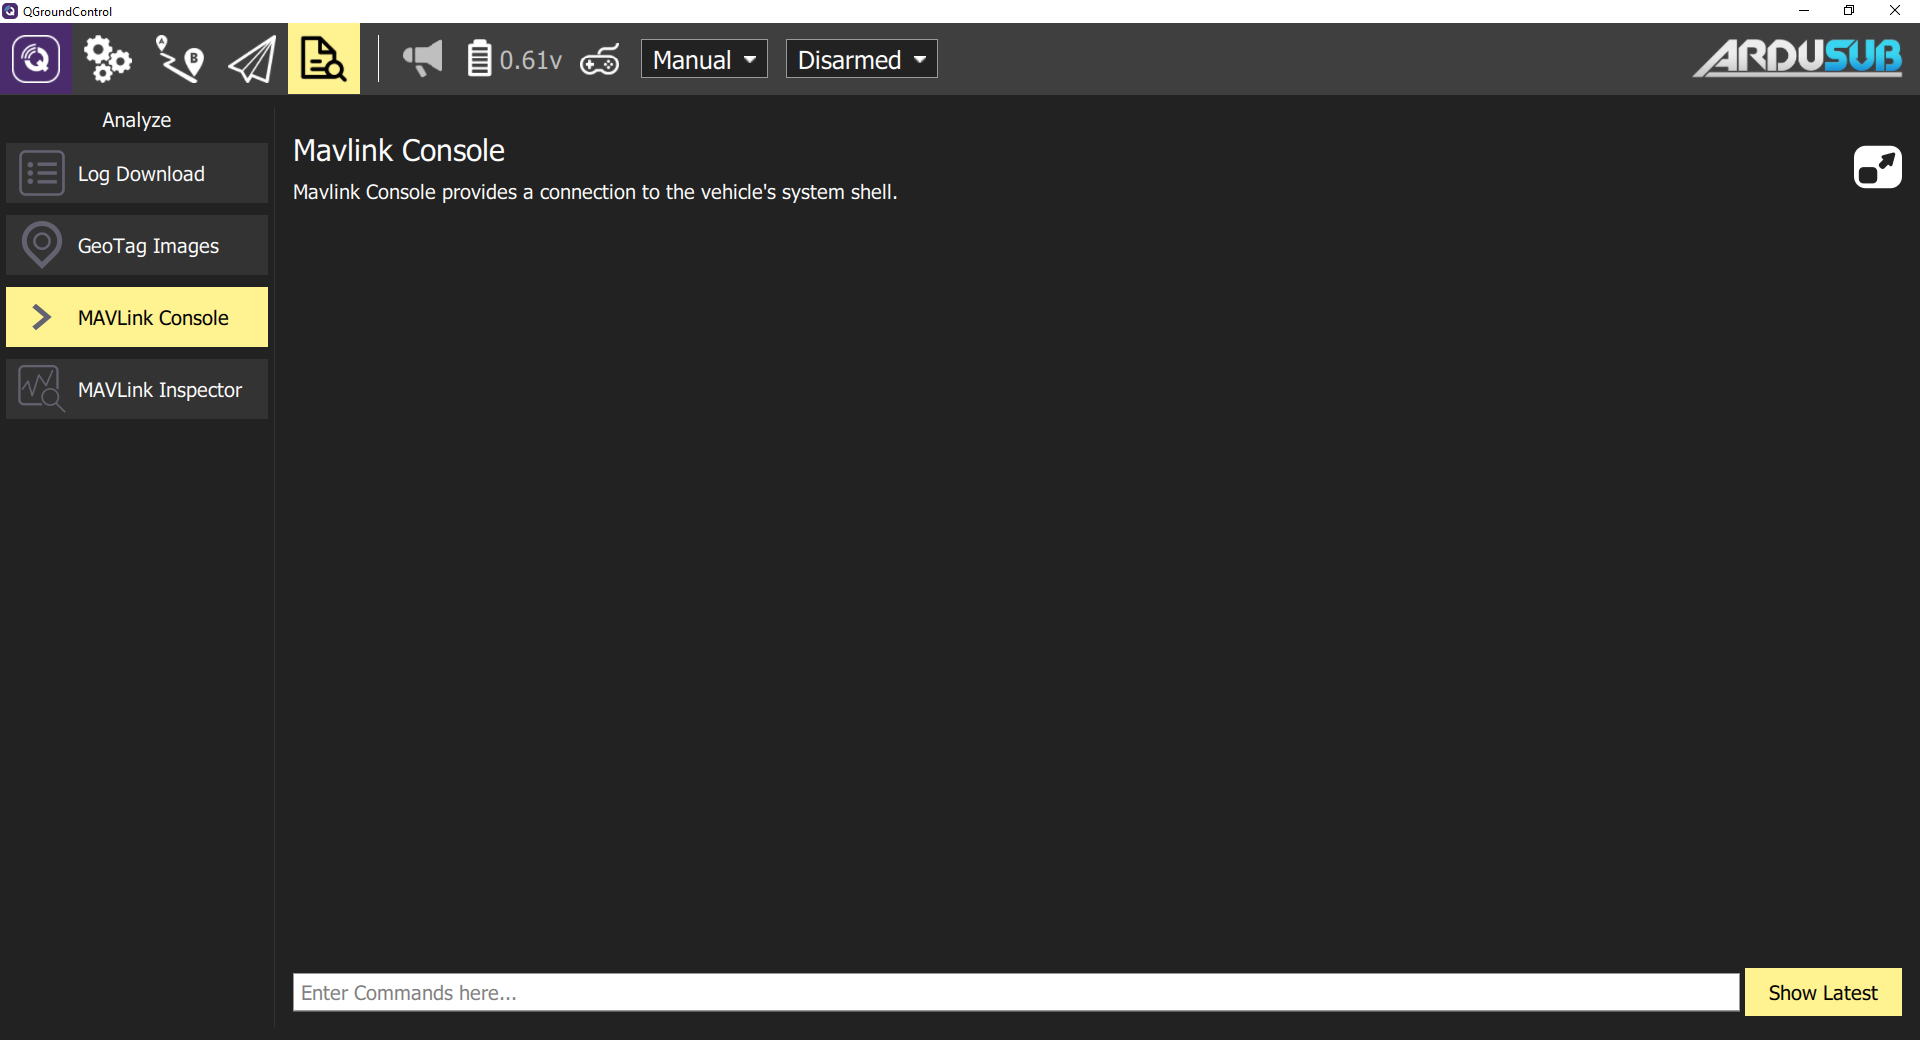 QGroundControl
0.61v
Manual
Disarmed
ARDUSUB
Analyze
Log Download
GeoTag Images
MAVLink Console
MAVLink Inspector
Mavlink Console
Mavlink Console provides a connection to the vehicle's system shell.
Enter Commands here...
Show Latest